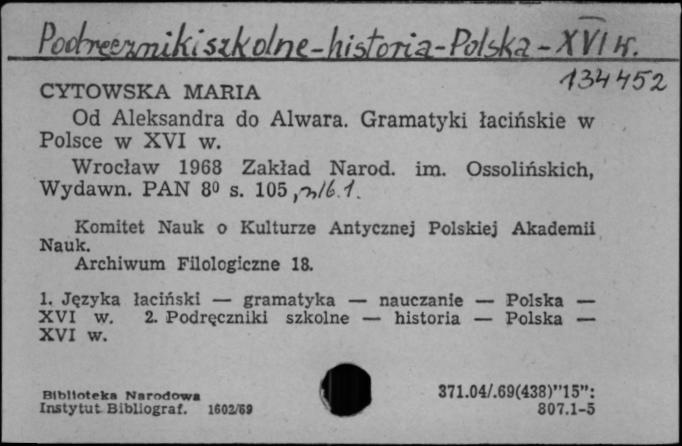 Podręczniki szkolne - historia - Polska - XVI w.
134452
CYTOWSKA MARIA
Od Aleksandra do Alwara. Gramatyki łacińskie w
Polsce w XVI w.
Wrocław 1968 Zakład Narod. im. Ossolińskich,
Wydawn. PAN 8⁰ s. 105,
Komitet Nauk o Kulturze Antycznej Polskiej Akademii
Nauk.
Archiwum Filologiczne 18.
1. Języka łaciński — gramatyka — nauczanie — Polska —
XVI w. 2. Podręczniki szkolne — historia — Polska —
XVI w.
Biblioteka Narodowa
Instytut Bibliograf. 1602/69
371.04/.69(438)"15":
807.1-5